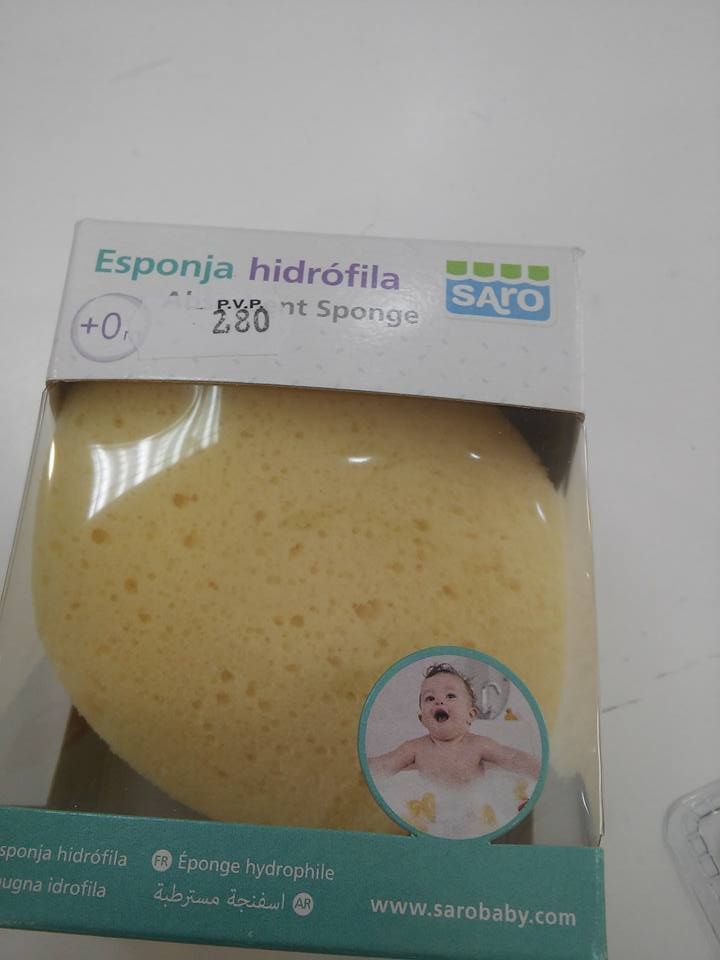 Esponja hidrófila
SARO
P.V.P.
nt Sponge
280
+0
sponja hidrófila
FR Éponge hydrophile
ugna idrofila
اسفنجة مسترطبة AR
www.sarobaby.com